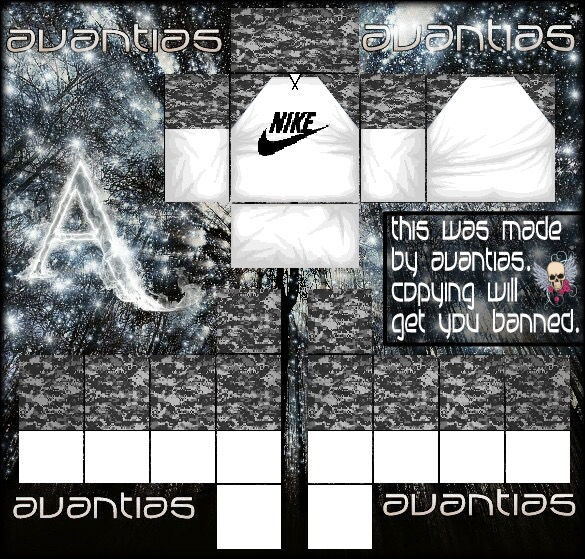 avantias
avantias
NIKE
A
this was made
by avantias.
copying will
get you banned.
avantias
avantias